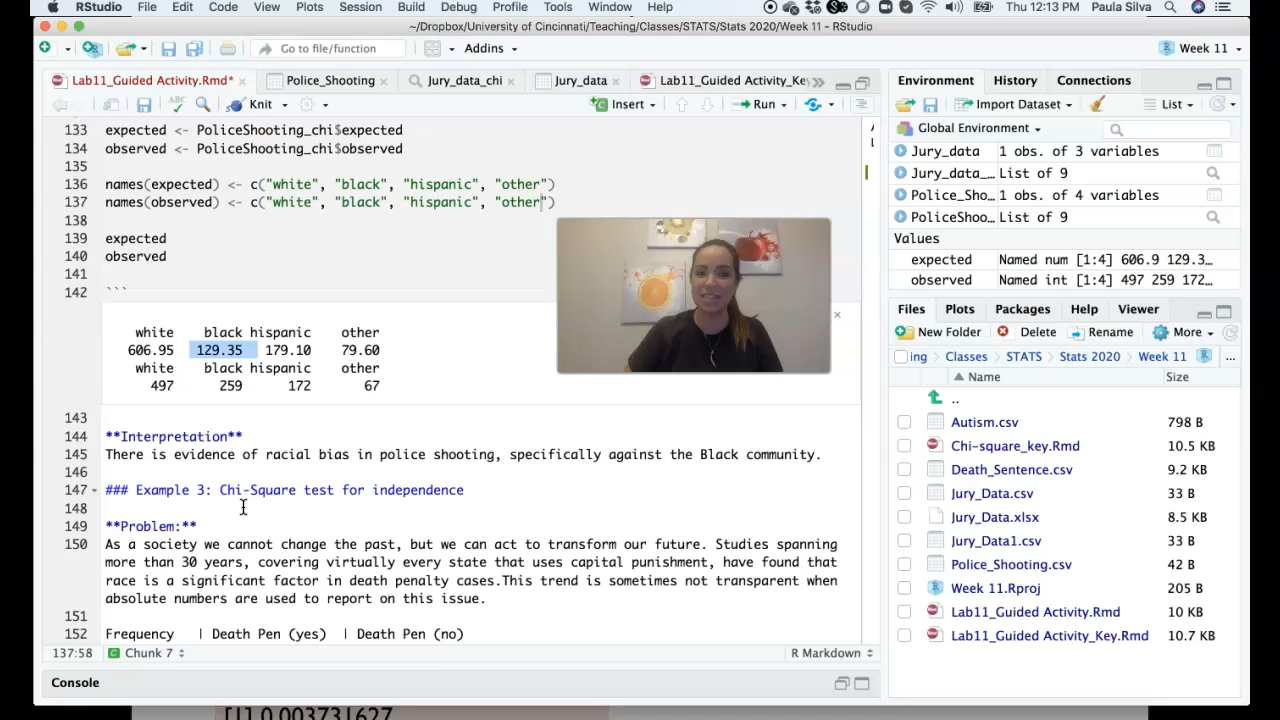 RStudio File Edit Code View Plots Session Build Debug Profile Tools Window Help Thu 12:13 PM Paula Silva
~/Dropbox/University of Cincinnati/Teaching/Classes/STATS/Stats 2020/Week 11 - RStudio
Go to file/function Addins Week 11
Lab11_Guided Activity.Rmd* Police_Shooting Jury_data_chi Jury_data Lab11_Guided Activity_Ke
Knit Insert Run
133 expected <- PoliceShooting_chi$expected
134 observed <- PoliceShooting_chi$observed
135
136 names(expected) <- c("white", "black", "hispanic", "other")
137 names(observed) <- c("white", "black", "hispanic", "other")
138
139 expected
140 observed
141
142 ```
white black hispanic other
606.95 129.35 179.10 79.60
white black hispanic other
497 259 172 67
143
144 **Interpretation**
145 There is evidence of racial bias in police shooting, specifically against the Black community.
146
147 ### Example 3: Chi-Square test for independence
148
149 **Problem:**
150 As a society we cannot change the past, but we can act to transform our future. Studies spanning
more than 30 years, covering virtually every state that uses capital punishment, have found that
race is a significant factor in death penalty cases.This trend is sometimes not transparent when
absolute numbers are used to report on this issue.
151
152 Frequency | Death Pen (yes) | Death Pen (no)
137:58 Chunk 7 R Markdown
Console
[1] 0.003731627
Environment History Connections
Import Dataset List
Global Environment
Jury_data 1 obs. of 3 variables
Jury_data_… List of 9
Police_Sho… 1 obs. of 4 variables
PoliceShoo… List of 9
Values
expected Named num [1:4] 606.9 129.3…
observed Named int [1:4] 497 259 172…
Files Plots Packages Help Viewer
New Folder Delete Rename More
ing Classes STATS Stats 2020 Week 11 ...
Name Size
..
Autism.csv 798 B
Chi-square_key.Rmd 10.5 KB
Death_Sentence.csv 9.2 KB
Jury_Data.csv 33 B
Jury_Data.xlsx 8.5 KB
Jury_Data1.csv 33 B
Police_Shooting.csv 42 B
Week 11.Rproj 205 B
Lab11_Guided Activity.Rmd 10 KB
Lab11_Guided Activity_Key.Rmd 10.7 KB